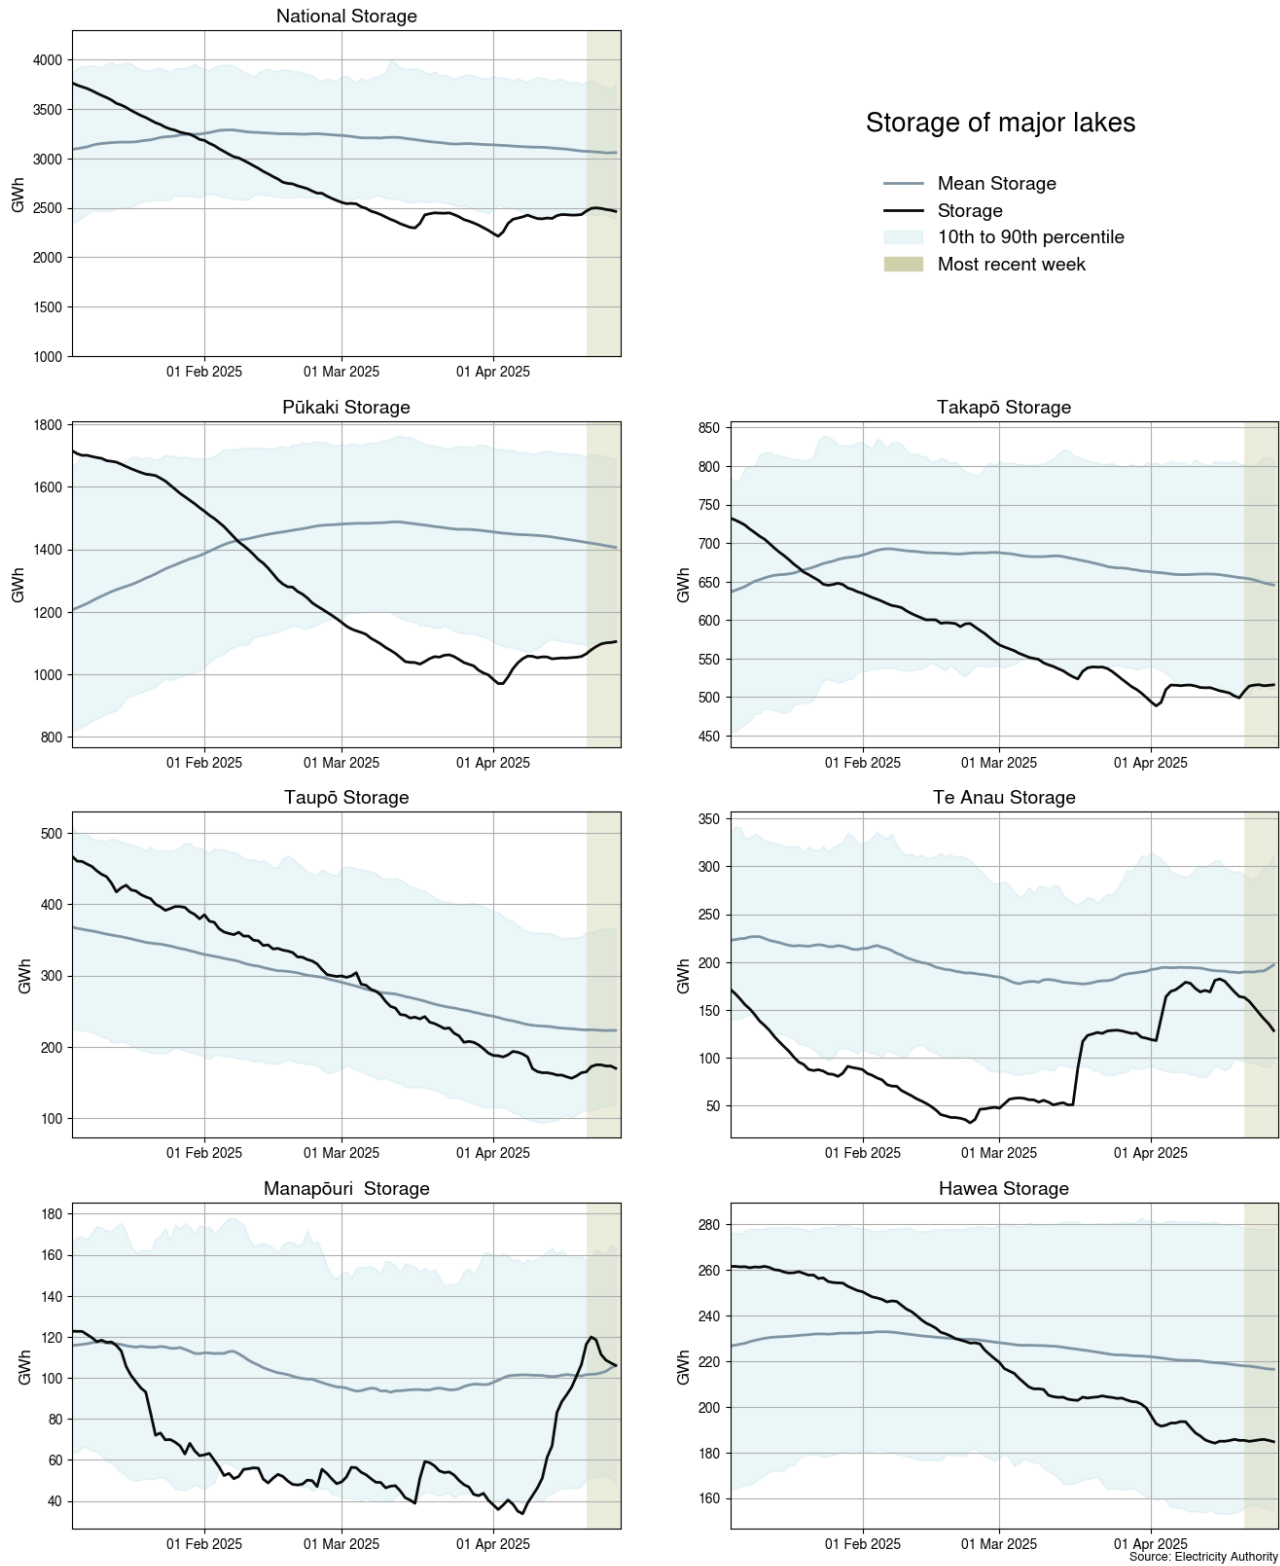 National Storage
GWh
4000
3500
3000
2500
2000
1500
1000
01 Feb 2025
01 Mar 2025
01 Apr 2025
Storage of major lakes
Mean Storage
Storage
10th to 90th percentile
Most recent week
Pūkaki Storage
GWh
1800
1600
1400
1200
1000
800
01 Feb 2025
01 Mar 2025
01 Apr 2025
Takapō Storage
GWh
850
800
750
700
650
600
550
500
450
01 Feb 2025
01 Mar 2025
01 Apr 2025
Taupō Storage
GWh
500
400
300
200
100
01 Feb 2025
01 Mar 2025
01 Apr 2025
Te Anau Storage
GWh
350
300
250
200
150
100
50
01 Feb 2025
01 Mar 2025
01 Apr 2025
Manapōuri Storage
GWh
180
160
140
120
100
80
60
40
01 Feb 2025
01 Mar 2025
01 Apr 2025
Hawea Storage
GWh
280
260
240
220
200
180
160
01 Feb 2025
01 Mar 2025
01 Apr 2025
Source: Electricity Authority